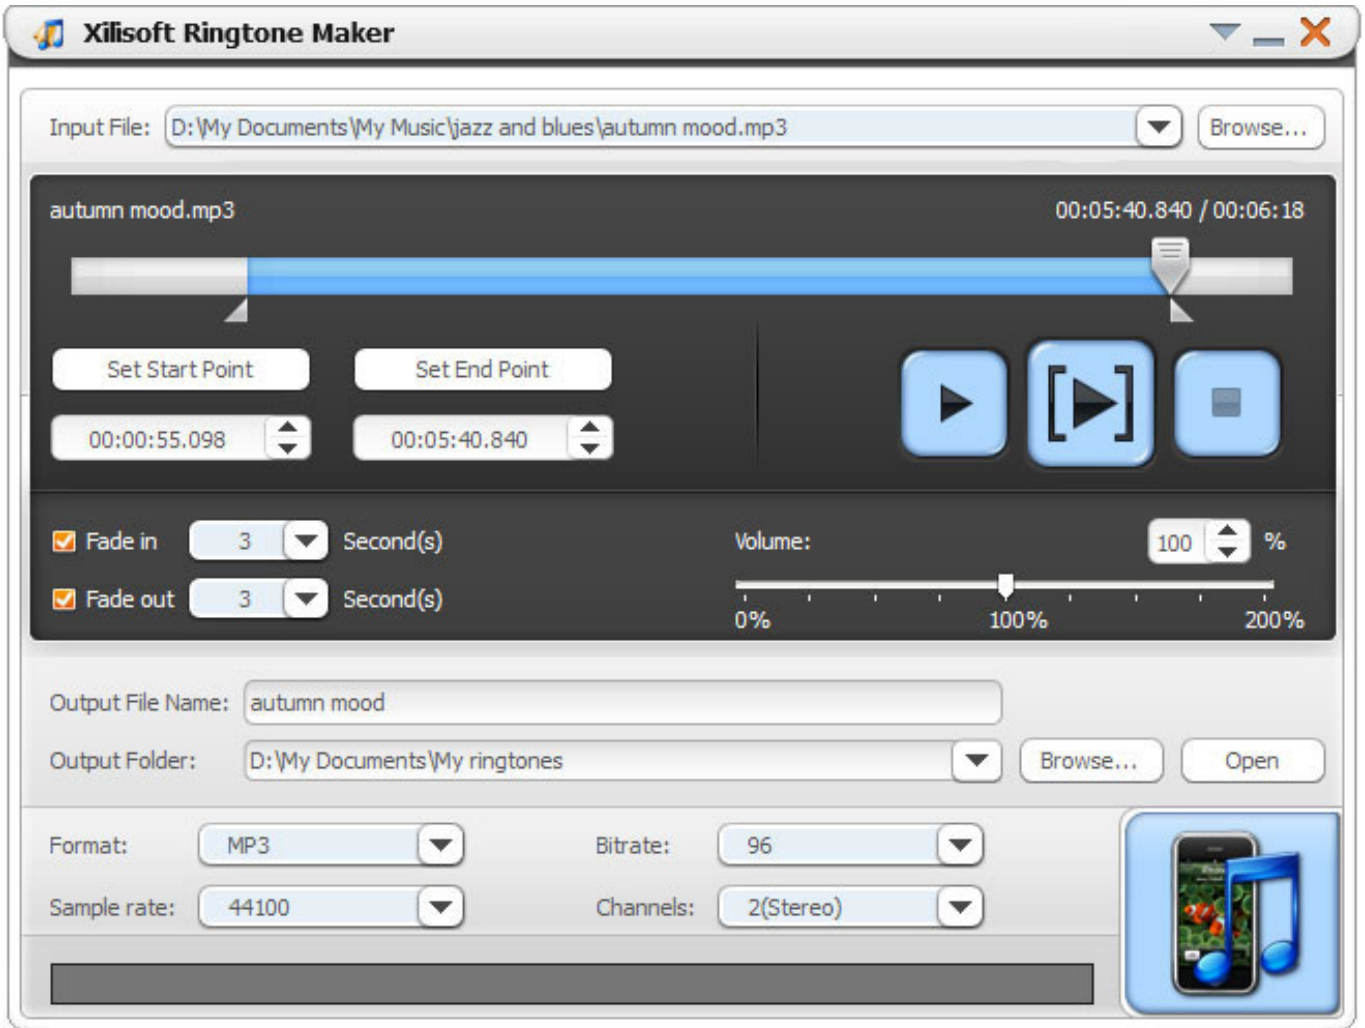 Xilisoft Ringtone Maker
Input File: D:\My Documents\My Music\jazz and blues\autumn mood.mp3 Browse...
autumn mood.mp3 00:05:40.840 / 00:06:18
Set Start Point Set End Point
00:00:55.098 00:05:40.840
Fade in 3 Second(s) Volume: 100 %
Fade out 3 Second(s)
0% 100% 200%
Output File Name: autumn mood
Output Folder: D:\My Documents\My ringtones Browse... Open
Format: MP3 Bitrate: 96
Sample rate: 44100 Channels: 2(Stereo)